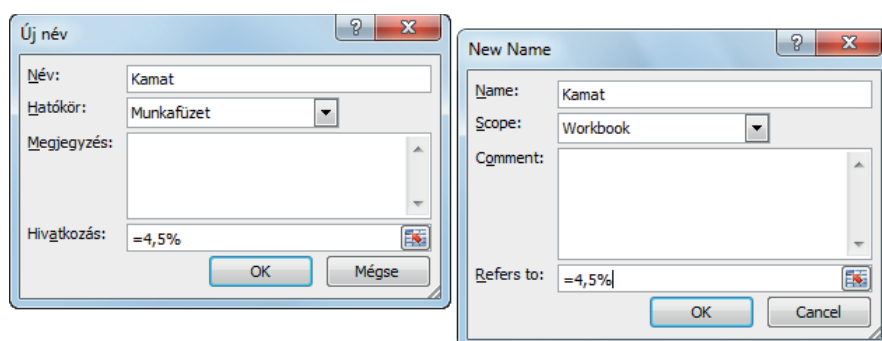 Új név
Név:
Kamat
Hatókör:
Munkafüzet
Megjegyzés:
Hivatkozás:
=4,5%
OK
Mégse
New Name
Name:
Kamat
Scope:
Workbook
Comment:
Refers to:
=4,5%
OK
Cancel